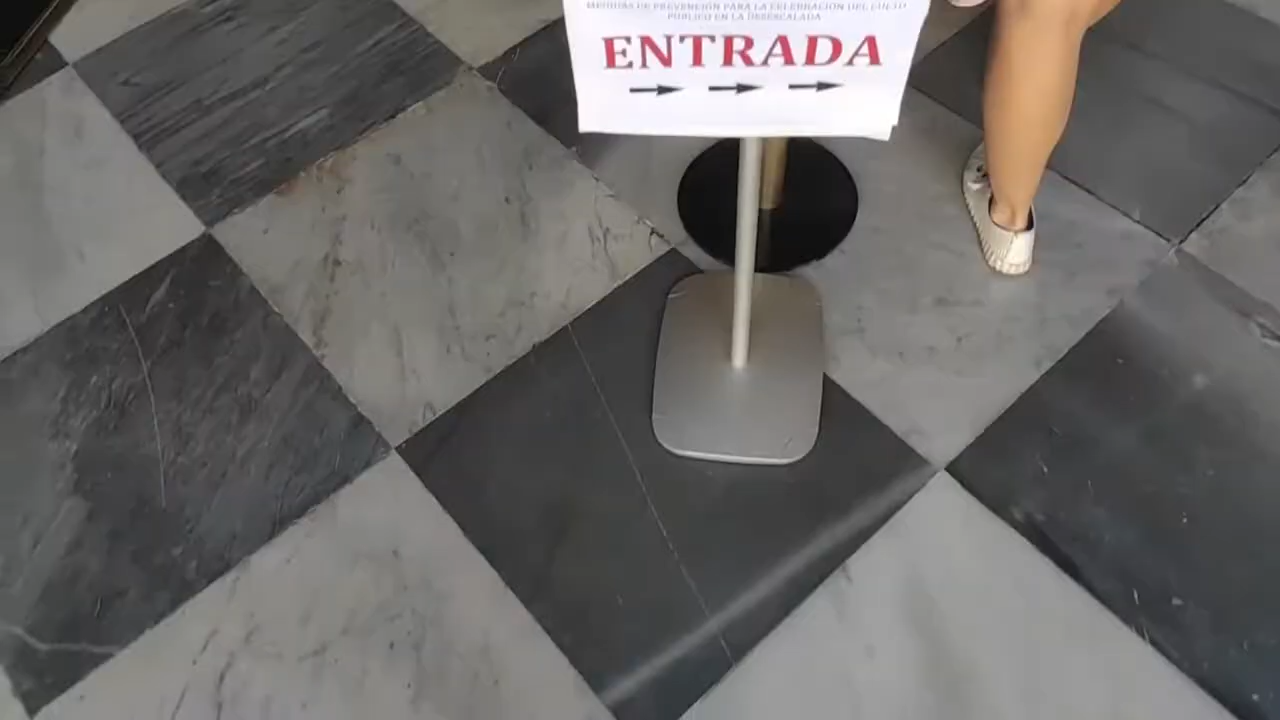 MEDIDAS DE PREVENCIÓN PARA LA CELEBRACIÓN DEL CULTO
PÚBLICO EN LA DESESCALADA
ENTRADA